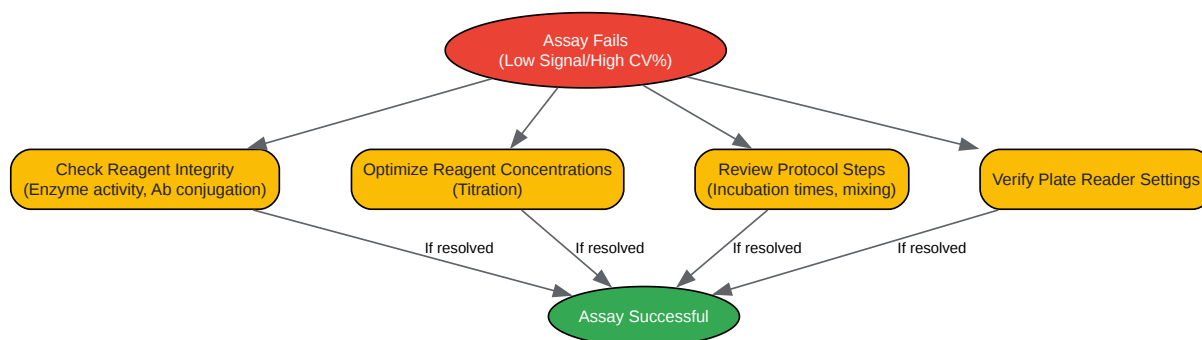 Assay Fails
(Low Signal/High CV%)
Check Reagent Integrity
(Enzyme activity, Ab conjugation)
Optimize Reagent Concentrations
(Titration)
Review Protocol Steps
(Incubation times, mixing)
Verify Plate Reader Settings
If resolved
If resolved
If resolved
If resolved
Assay Successful